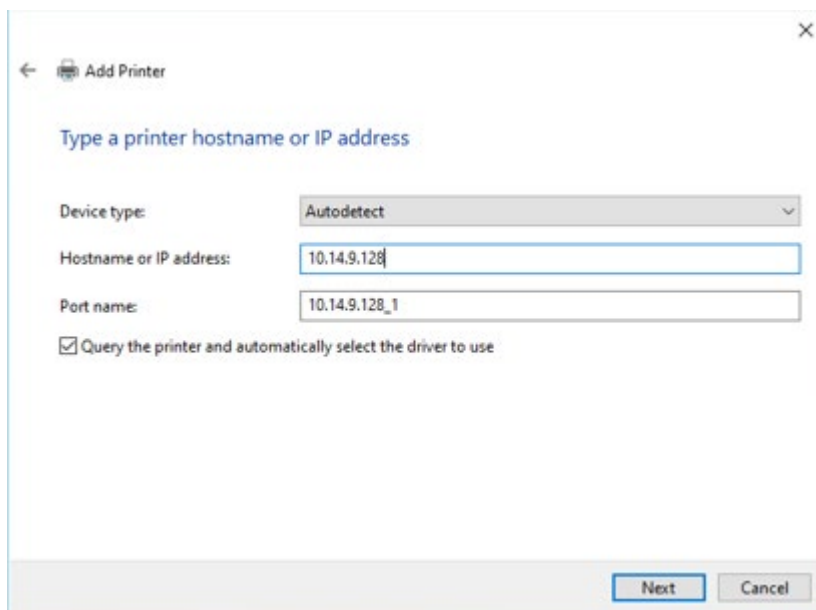 Add Printer
Type a printer hostname or IP address
Device type: Autodetect
Hostname or IP address: 10.14.9.128
Port name: 10.14.9.128_1
Query the printer and automatically select the driver to use
Next Cancel